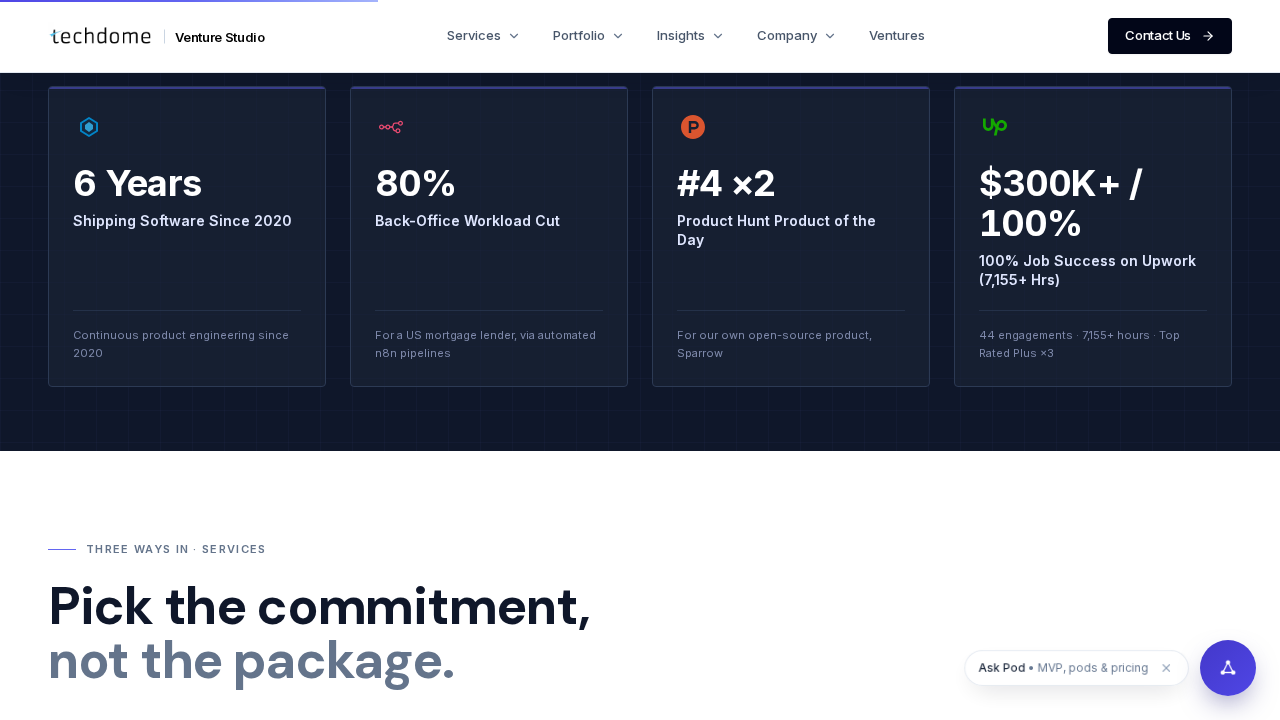 techdome
Venture Studio
Services
Portfolio
Insights
Company
Ventures
Contact Us
6 Years
Shipping Software Since 2020
Continuous product engineering since
2020
80%
Back-Office Workload Cut
For a US mortgage lender, via automated
n8n pipelines
#4 ×2
Product Hunt Product of the
Day
For our own open-source product,
Sparrow
Up
$300K+ /
100%
100% Job Success on Upwork
(7,155+ Hrs)
44 engagements · 7,155+ hours · Top
Rated Plus ×3
THREE WAYS IN · SERVICES
Pick the commitment,
not the package.
Ask Pod • MVP, pods & pricing